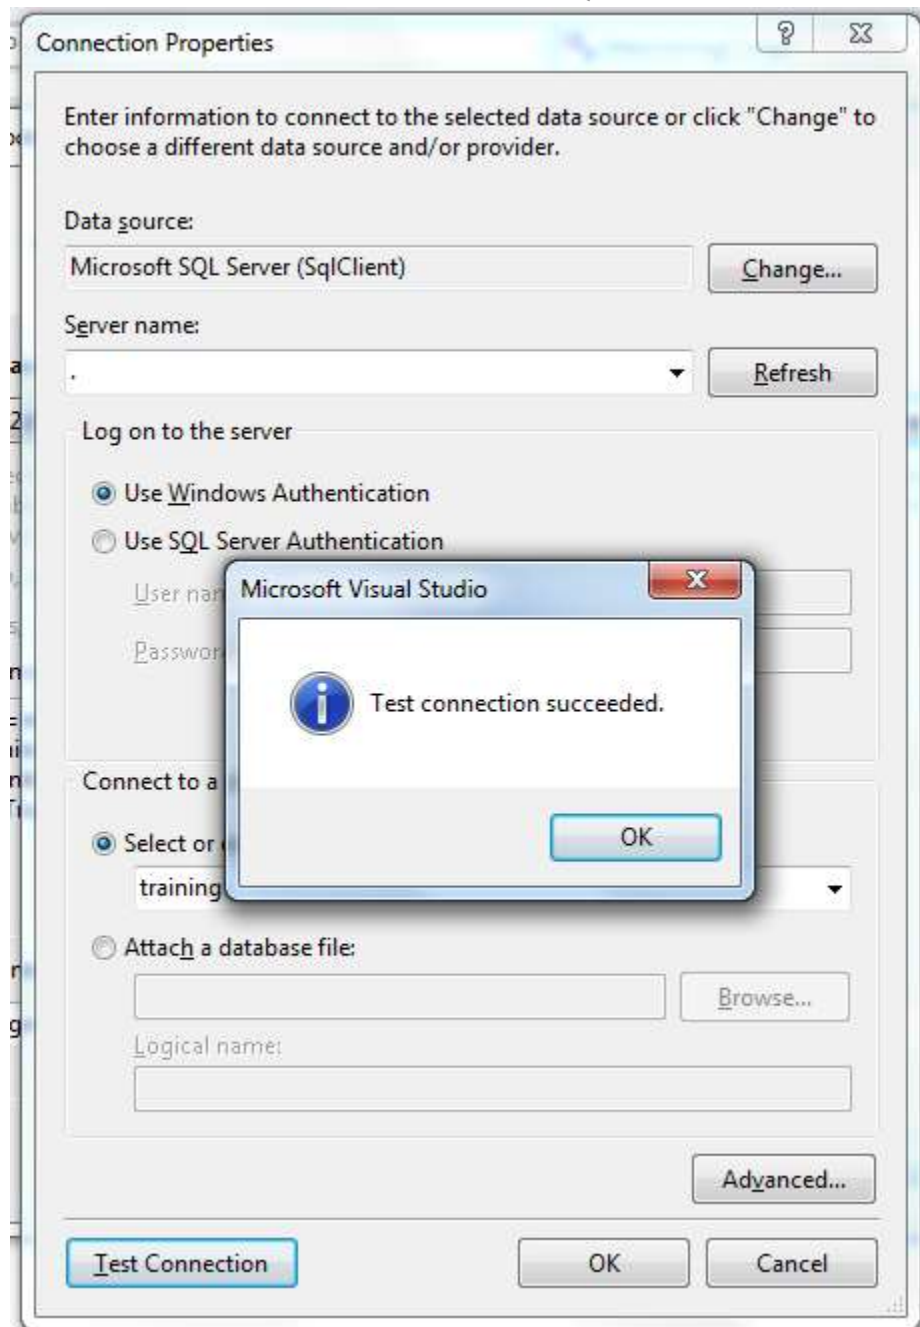 Connection Properties
Enter information to connect to the selected data source or click "Change" to
choose a different data source and/or provider.
Data source:
Microsoft SQL Server (SqlClient)
Change...
Server name:
.
Refresh
Log on to the server
Use Windows Authentication
Use SQL Server Authentication
User
Microsoft Visual Studio
Test connection succeeded.
OK
Connect to a
Select or
training
Attach a database file:
Browse...
Logical name:
Advanced...
Test Connection
OK
Cancel